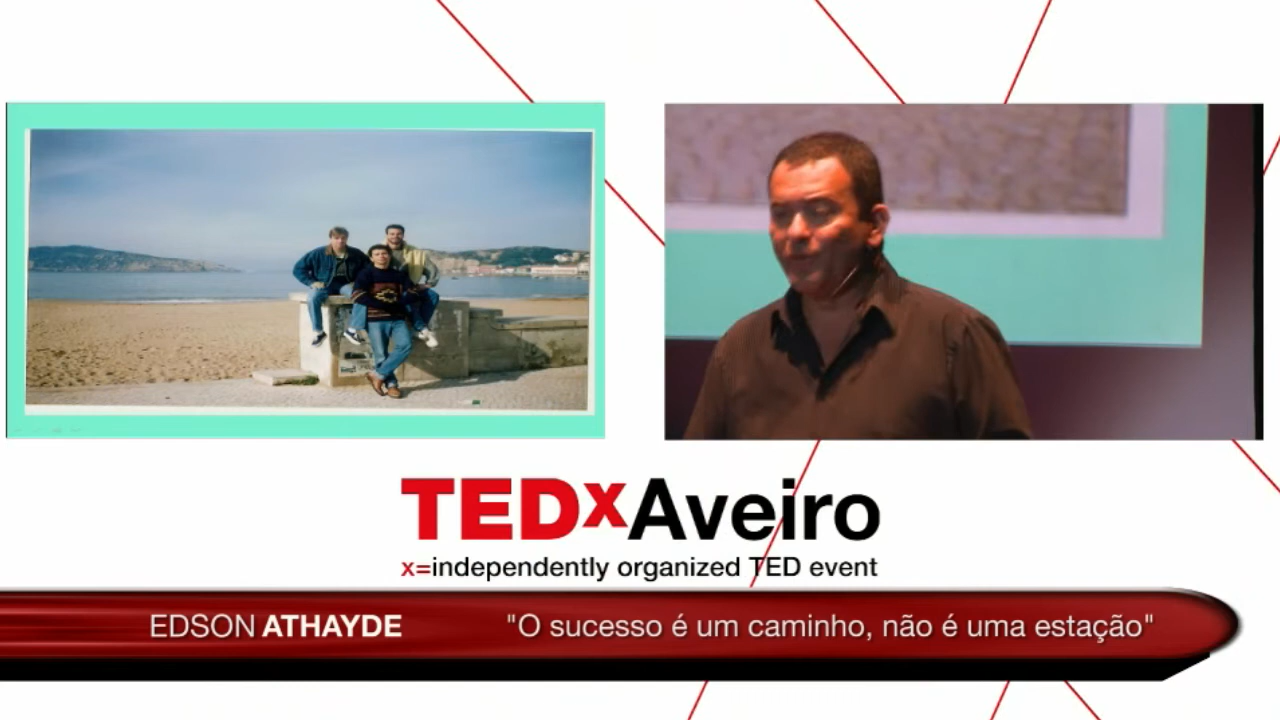 TEDxAveiro
x=independently organized TED event
EDSON ATHAYDE
"O sucesso é um caminho, não é uma estação"